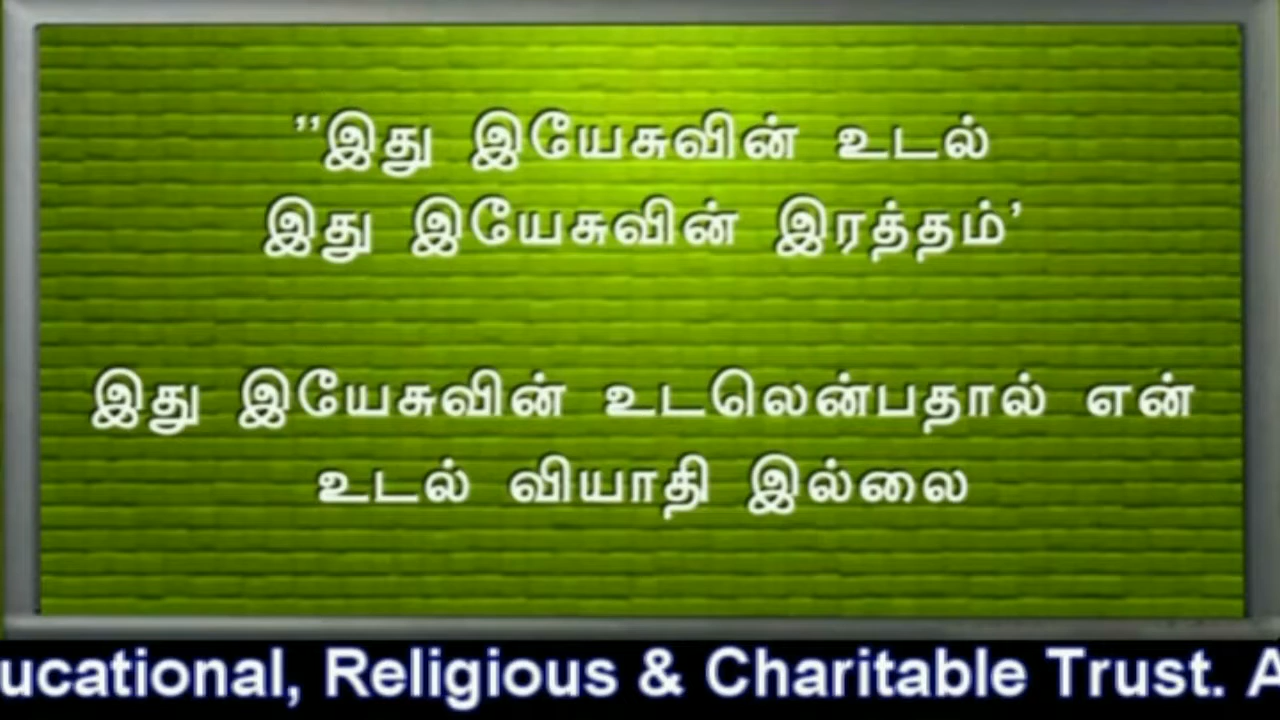 ”இது இயேசுவின் உடல்
இது இயேசுவின் இரத்தம்’
இது இயேசுவின் உடலென்பதால் என்
உடல் வியாதி இல்லை
ucational, Religious & Charitable Trust. A